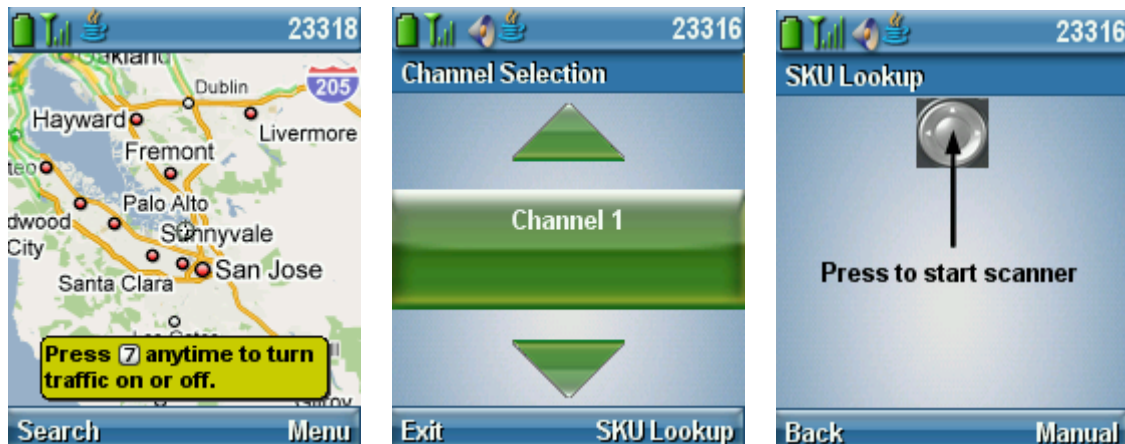 23318
Oakland
Dublin
205
Hayward
Livermore
Fremont
Palo Alto
dwood
City
Sunnyvale
San Jose
Santa Clara
Press 7 anytime to turn
traffic on or off.
Search Menu
23316
Channel Selection
Channel 1
Exit SKU Lookup
23316
SKU Lookup
Press to start scanner
Back Manual